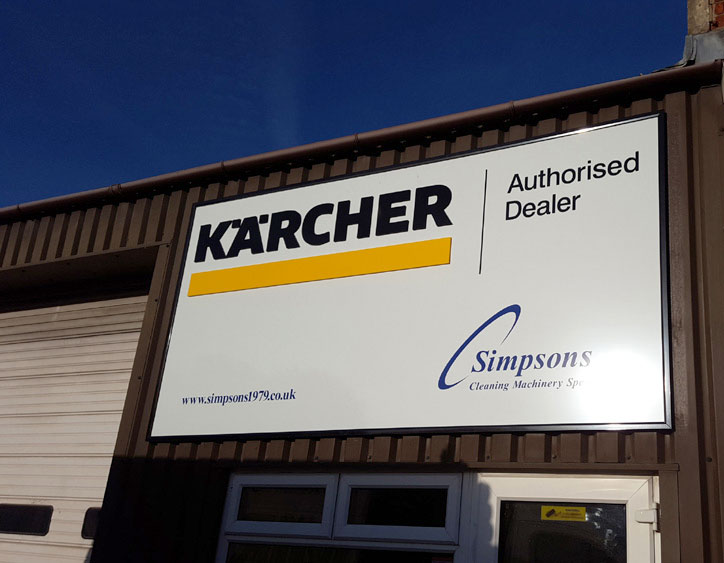 KÄRCHER
Authorised
Dealer
Simpsons
Cleaning Machinery
www.simpsons1979.co.uk